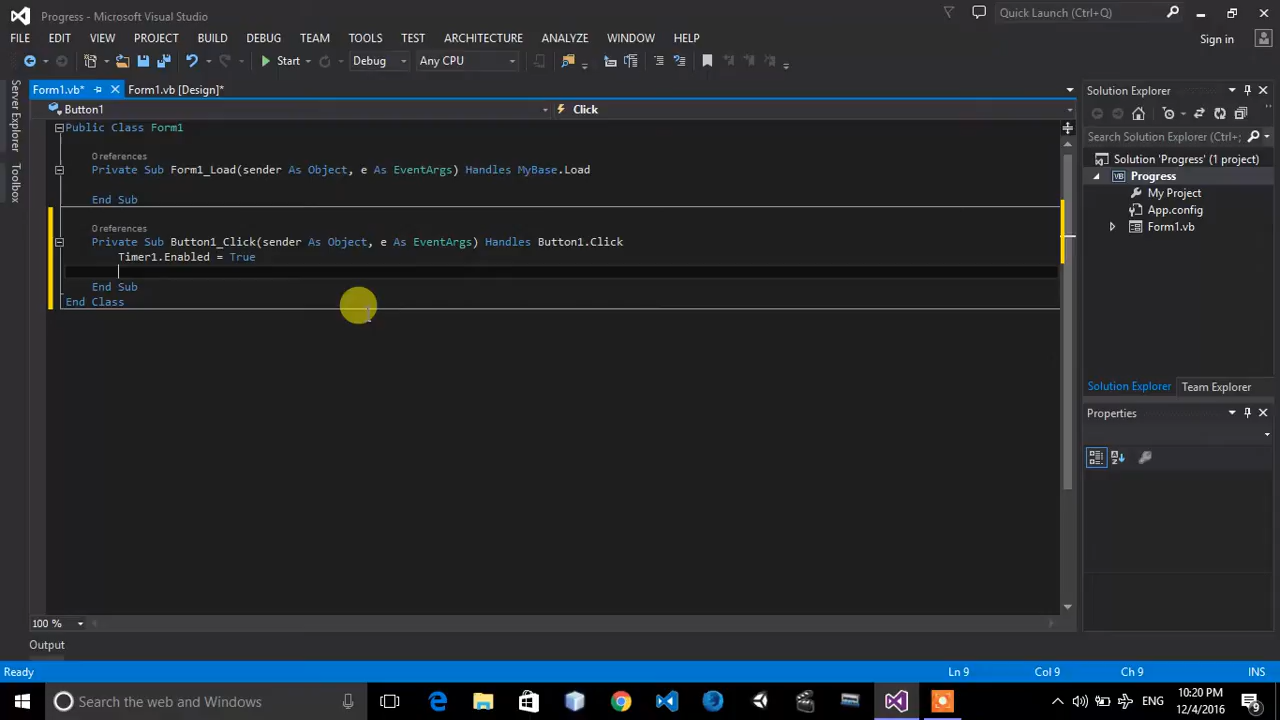 Progress - Microsoft Visual Studio
Quick Launch (Ctrl+Q)
FILE EDIT VIEW PROJECT BUILD DEBUG TEAM TOOLS TEST ARCHITECTURE ANALYZE WINDOW HELP
Sign in
Start Debug Any CPU
Server Explorer
Toolbox
Form1.vb* Form1.vb [Design]*
Button1 Click
Public Class Form1
0 references
Private Sub Form1_Load(sender As Object, e As EventArgs) Handles MyBase.Load
End Sub
0 references
Private Sub Button1_Click(sender As Object, e As EventArgs) Handles Button1.Click
Timer1.Enabled = True
End Sub
End Class
100 %
Output
Solution Explorer
Search Solution Explorer (Ctrl+;)
Solution 'Progress' (1 project)
Progress
My Project
App.config
Form1.vb
Solution Explorer Team Explorer
Properties
Ready Ln 9 Col 9 Ch 9 INS
Search the web and Windows
ENG
10:20 PM
12/4/2016
9